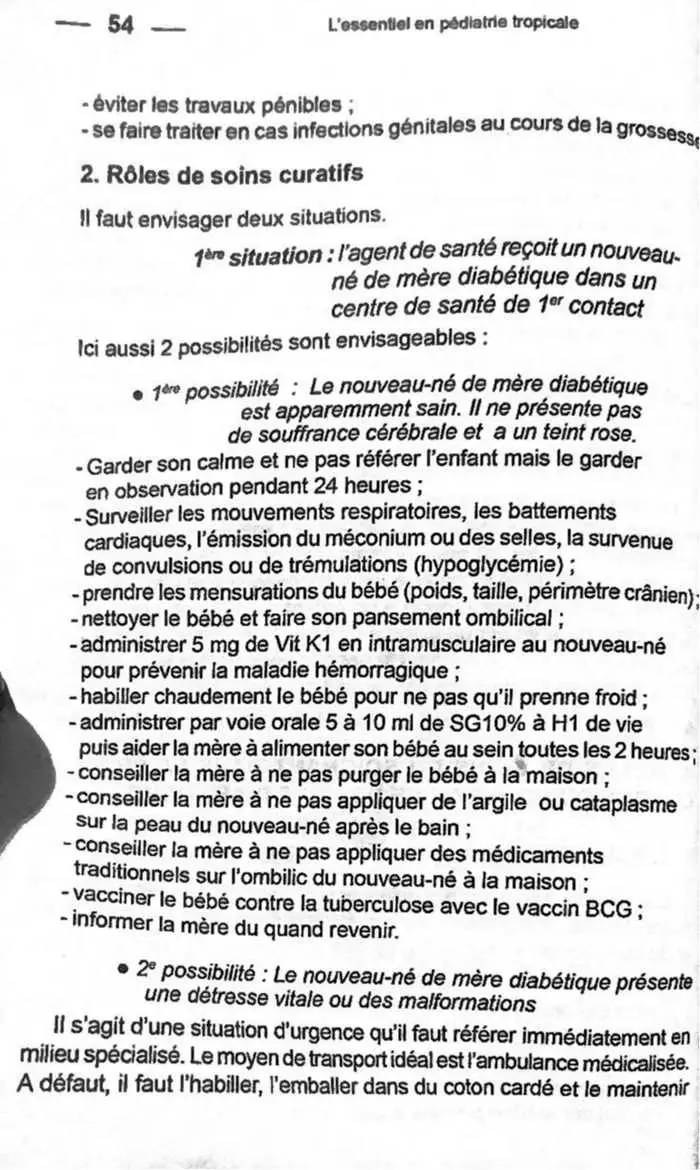 — 54 —
L'essentiel en pédiatrie tropicale
- éviter les travaux pénibles ;
- se faire traiter en cas infections génitales au cours de la grossesse
2. Rôles de soins curatifs
Il faut envisager deux situations.
1ère situation : l'agent de santé reçoit un nouveau-
né de mère diabétique dans un
centre de santé de 1er contact
Ici aussi 2 possibilités sont envisageables :
• 1ère possibilité : Le nouveau-né de mère diabétique
est apparemment sain. Il ne présente pas
de souffrance cérébrale et a un teint rose.
- Garder son calme et ne pas référer l'enfant mais le garder
en observation pendant 24 heures ;
- Surveiller les mouvements respiratoires, les battements
cardiaques, l'émission du méconium ou des selles, la survenue
de convulsions ou de trémulations (hypoglycémie) ;
- prendre les mensurations du bébé (poids, taille, périmètre crânien) ;
- nettoyer le bébé et faire son pansement ombilical ;
- administrer 5 mg de Vit K1 en intramusculaire au nouveau-né
pour prévenir la maladie hémorragique ;
- habiller chaudement le bébé pour ne pas qu'il prenne froid ;
- administrer par voie orale 5 à 10 ml de SG10% à H1 de vie
puis aider la mère à alimenter son bébé au sein toutes les 2 heures ;
- conseiller la mère à ne pas purger le bébé à la maison ;
- conseiller la mère à ne pas appliquer de l'argile ou cataplasme
sur la peau du nouveau-né après le bain ;
- conseiller la mère à ne pas appliquer des médicaments
traditionnels sur l'ombilic du nouveau-né à la maison ;
- vacciner le bébé contre la tuberculose avec le vaccin BCG ;
- informer la mère du quand revenir.
• 2e possibilité : Le nouveau-né de mère diabétique présente
une détresse vitale ou des malformations
Il s'agit d'une situation d'urgence qu'il faut référer immédiatement en
milieu spécialisé. Le moyen de transport idéal est l'ambulance médicalisée.
A défaut, il faut l'habiller, l'emballer dans du coton cardé et le maintenir